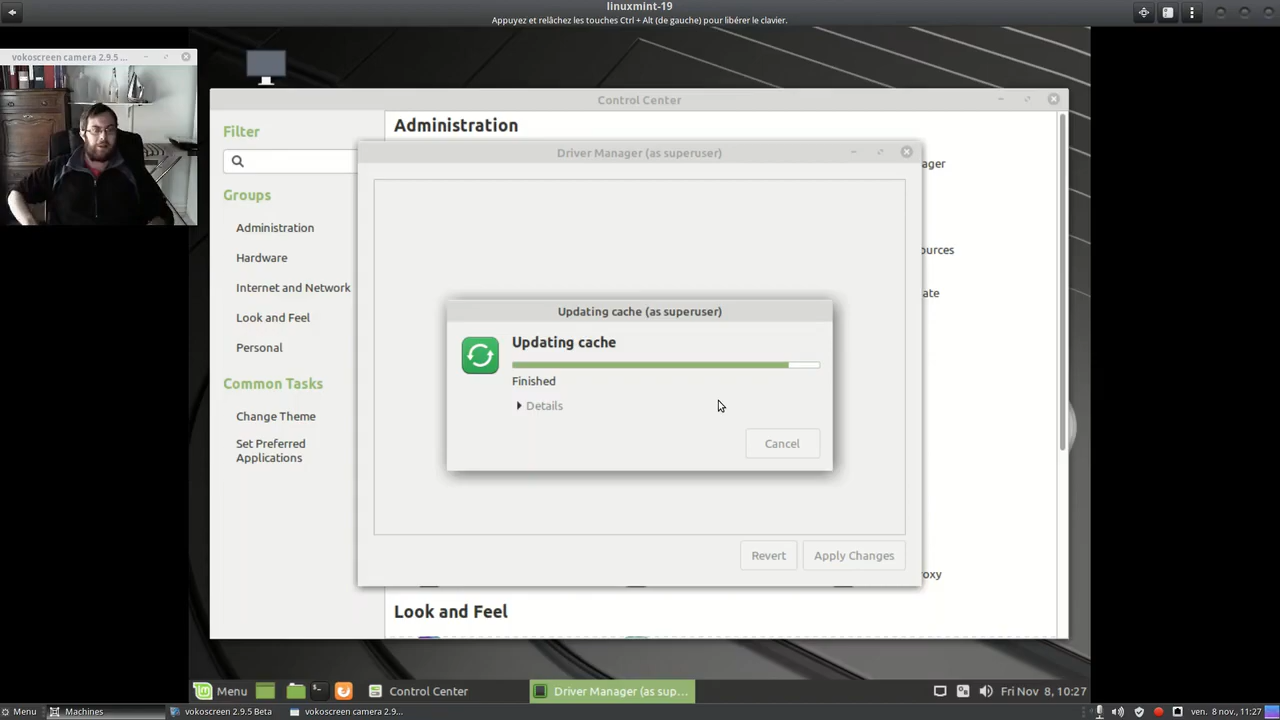 linuxmint-19
Appuyez et relâchez les touches Ctrl + Alt (de gauche) pour libérer le clavier.
vokoscreen camera 2.9.5 ...
Control Center
Filter
Administration
Driver Manager (as superuser)
ager
Groups
Administration
Hardware
ources
Internet and Network
ate
Look and Feel
Personal
Updating cache (as superuser)
Updating cache
Finished
Details
Cancel
Common Tasks
Change Theme
Set Preferred
Applications
Revert
Apply Changes
oxy
Look and Feel
Menu
Control Center
Driver Manager (as sup...
Fri Nov 8, 10:27
Menu
Machines
vokoscreen 2.9.5 Beta
vokoscreen camera 2.9...
ven. 8 nov., 11:27